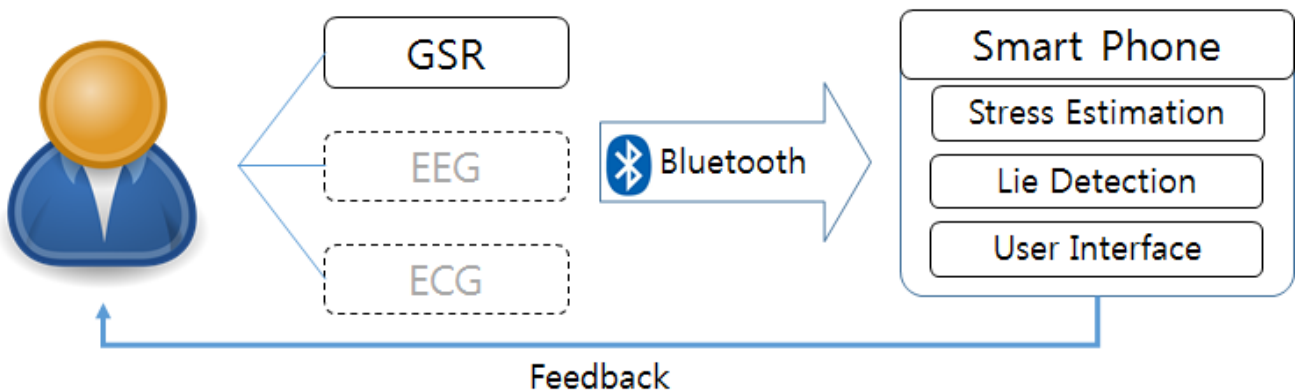 GSR
EEG
ECG
Bluetooth
Smart Phone
Stress Estimation
Lie Detection
User Interface
Feedback